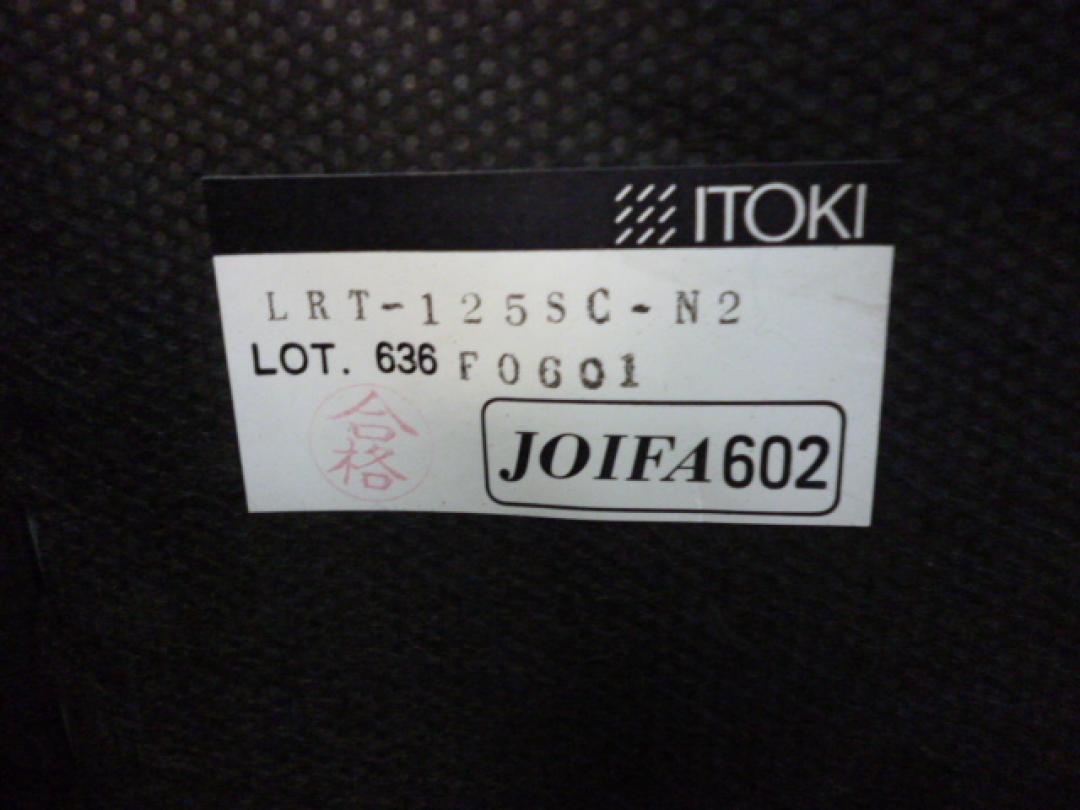 ITOKI
LRT-125SC-N2
LOT. 636 F0601
合格
JOIFA602